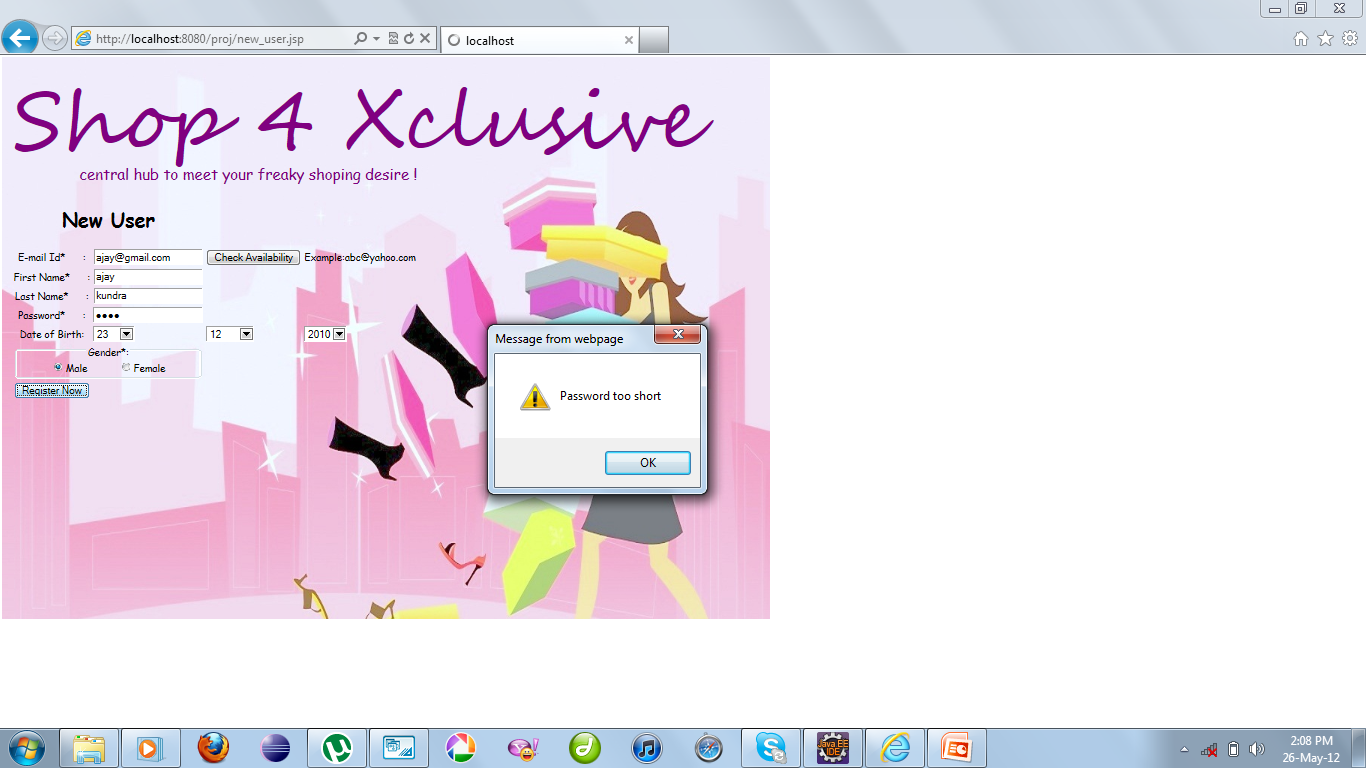 http://localhost:8080/proj/new_user.jsp
localhost
Shop 4 Xclusive
central hub to meet your freaky shoping desire !
New User
E-mail Id* : ajay@gmail.com Check Availability Example:abc@yahoo.com
First Name* : ajay
Last Name* : kundra
Password* : ●●●●
Date of Birth: 23 12 2010
Gender*:
Male Female
Register Now
Message from webpage
Password too short
OK
Java EE
IDE
2:08 PM
26-May-12